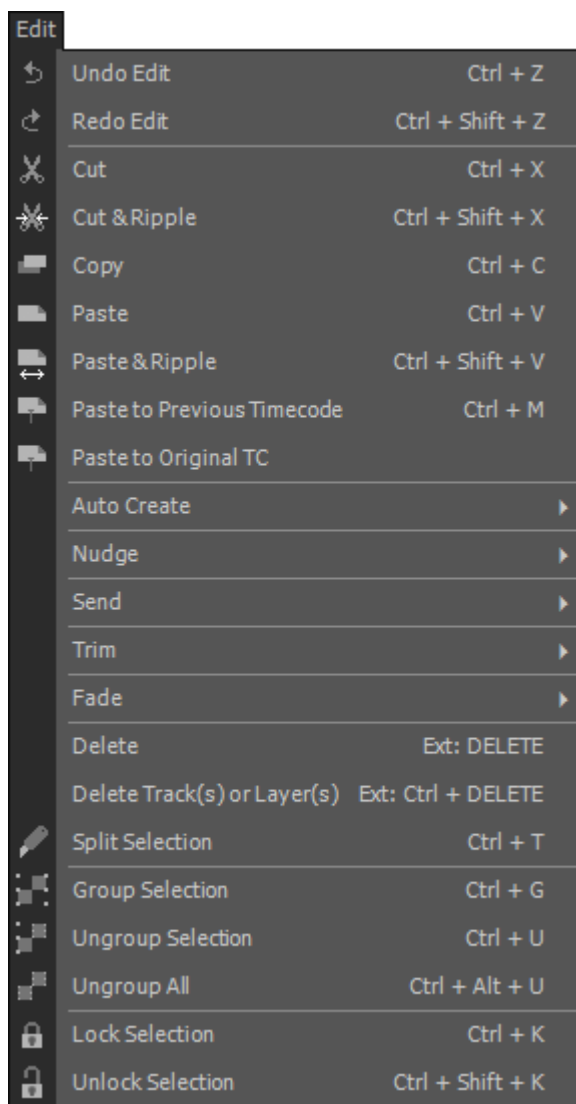 Edit
Undo Edit Ctrl + Z
Redo Edit Ctrl + Shift + Z
Cut Ctrl + X
Cut & Ripple Ctrl + Shift + X
Copy Ctrl + C
Paste Ctrl + V
Paste & Ripple Ctrl + Shift + V
Paste to Previous Timecode Ctrl + M
Paste to Original TC
Auto Create
Nudge
Send
Trim
Fade
Delete Ext: DELETE
Delete Track(s) or Layer(s) Ext: Ctrl + DELETE
Split Selection Ctrl + T
Group Selection Ctrl + G
Ungroup Selection Ctrl + U
Ungroup All Ctrl + Alt + U
Lock Selection Ctrl + K
Unlock Selection Ctrl + Shift + K